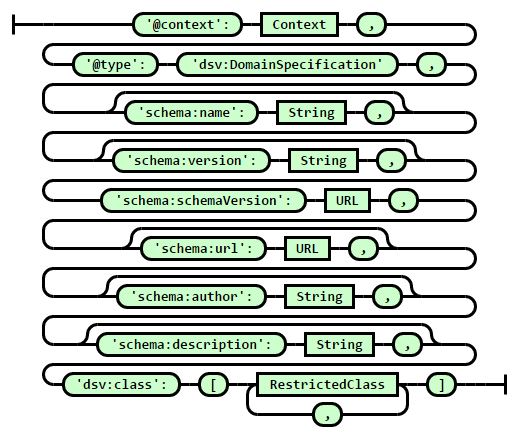 '@context': Context ,
'@type': 'dsv:DomainSpecification' ,
'schema:name': String ,
'schema:version': String ,
'schema:schemaVersion': URL ,
'schema:url': URL ,
'schema:author': String ,
'schema:description': String ,
'dsv:class': [ RestrictedClass ]
,